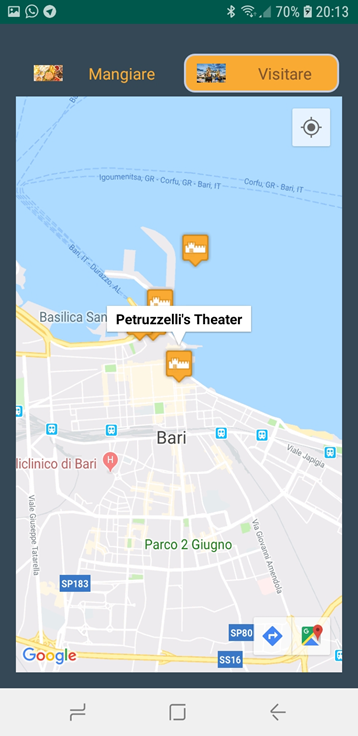 70% 20:13
Mangiare Visitare
Igoumenitsa, GR - Corfu, GR - Bari, IT
Corfu, GR - Bari, IT
Bari, IT - Durazzo, AL
Basilica San
Petruzzelli's Theater
Bari
liclinico di Bari
H
Viale Japigia
Viale Giuseppe Tatarella
Via Giovanni Amendola
Parco 2 Giugno
SP183
SP80
Google
SS16